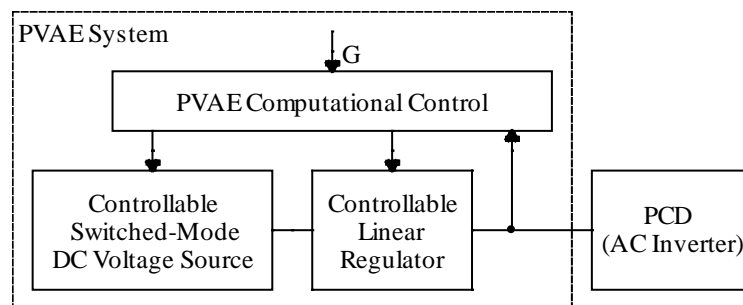 PVAE System
G
PVAE Computational Control
Controllable
Switched-Mode
DC Voltage Source
Controllable
Linear
Regulator
PCD
(AC Inverter)